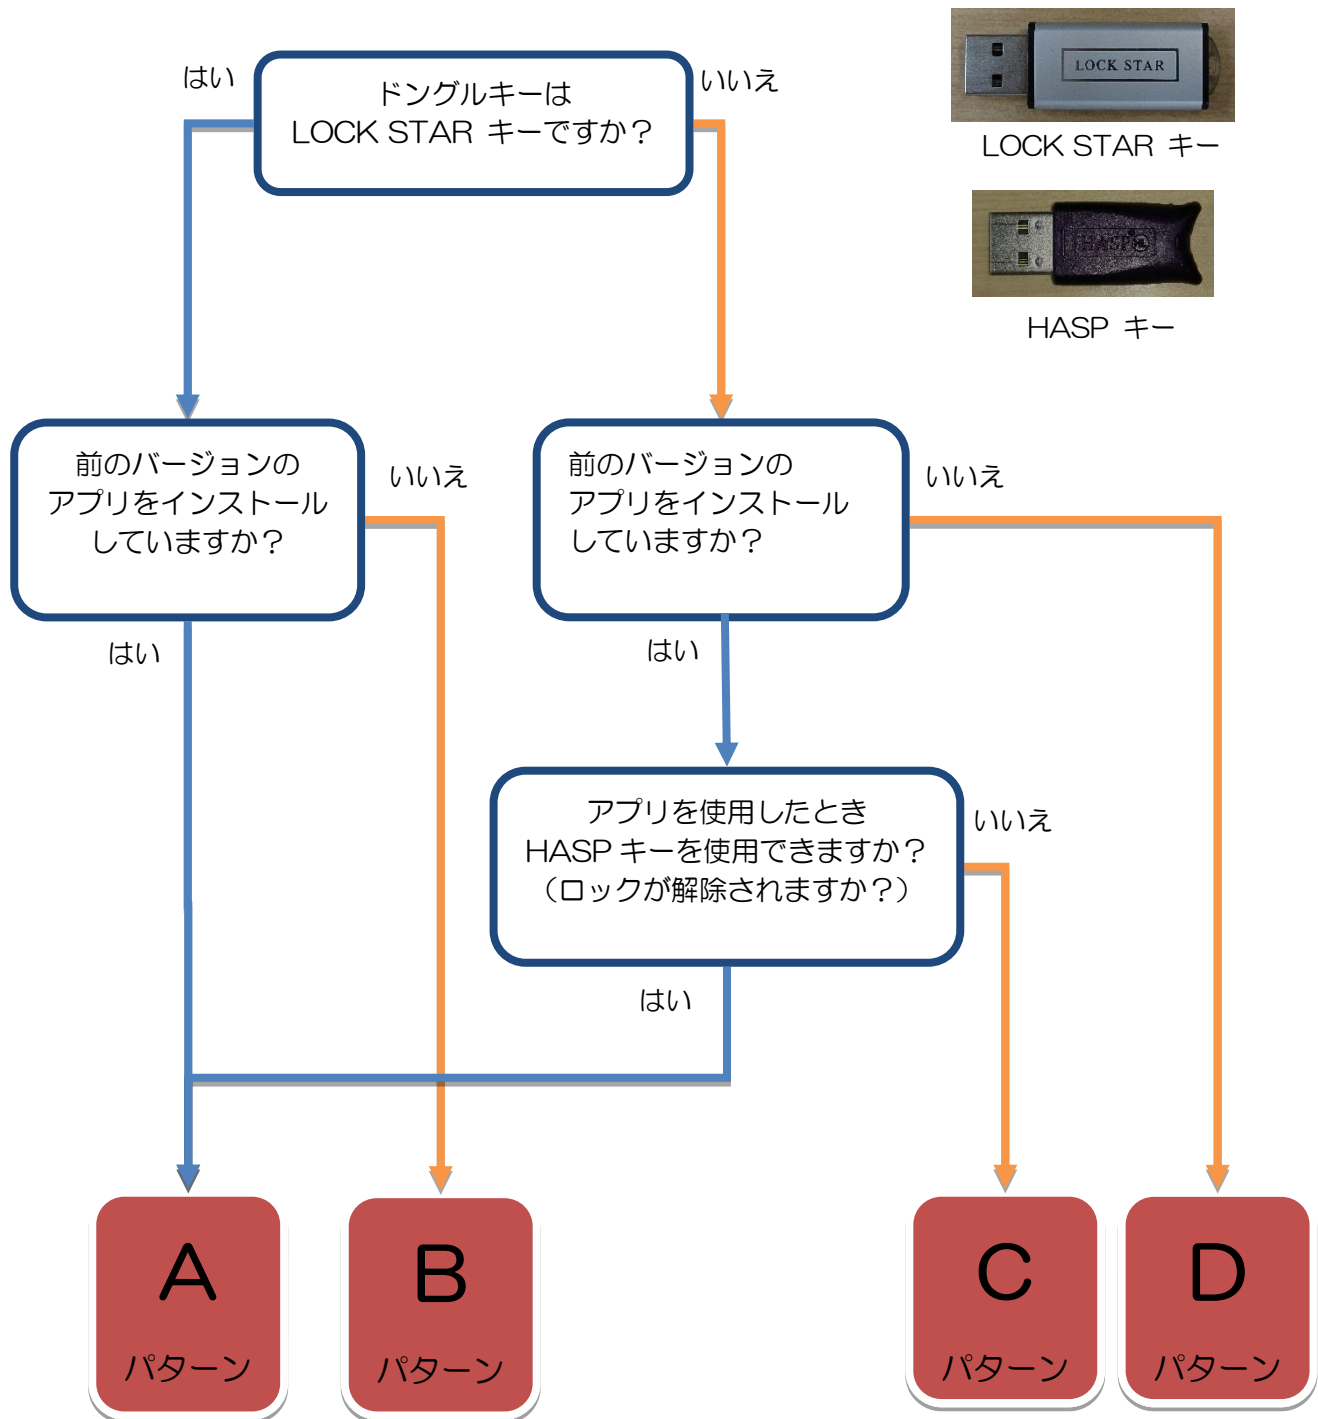 はい
ドングルキーは
LOCK STAR キーですか？
いいえ
LOCK STAR
LOCK STAR キー
HASP
HASP キー
前のバージョンの
アプリをインストール
していますか？
いいえ
はい
前のバージョンの
アプリをインストール
していますか？
いいえ
はい
アプリを使用したとき
HASP キーを使用できますか？
（ロックが解除されますか？）
いいえ
はい
A
パターン
B
パターン
C
パターン
D
パターン